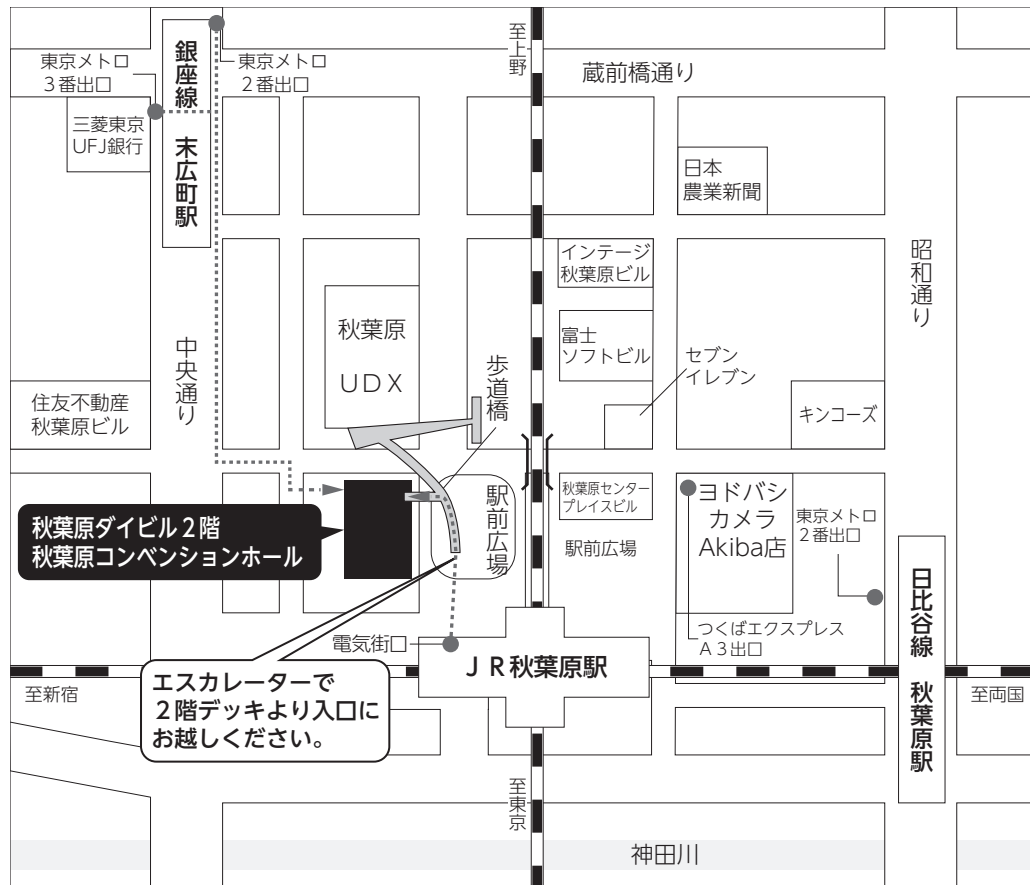 東京メトロ
3番出口
銀座線 末広町駅
東京メトロ
2番出口
至上野
蔵前橋通り
三菱東京
UFJ銀行
日本
農業新聞
昭和通り
インテージ
秋葉原ビル
秋葉原
UDX
富士
ソフトビル
セブン
イレブン
中央通り
歩道橋
住友不動産
秋葉原ビル
キンコーズ
秋葉原ダイビル2階
秋葉原コンベンションホール
駅前広場
秋葉原センター
プレイスビル
駅前広場
ヨドバシ
カメラ
Akiba店
東京メトロ
2番出口
日比谷線 秋葉原駅
電気街口
つくばエクスプレス
A3出口
JR秋葉原駅
至新宿
エスカレーターで
2階デッキより入口に
お越しください。
至両国
至東京
神田川